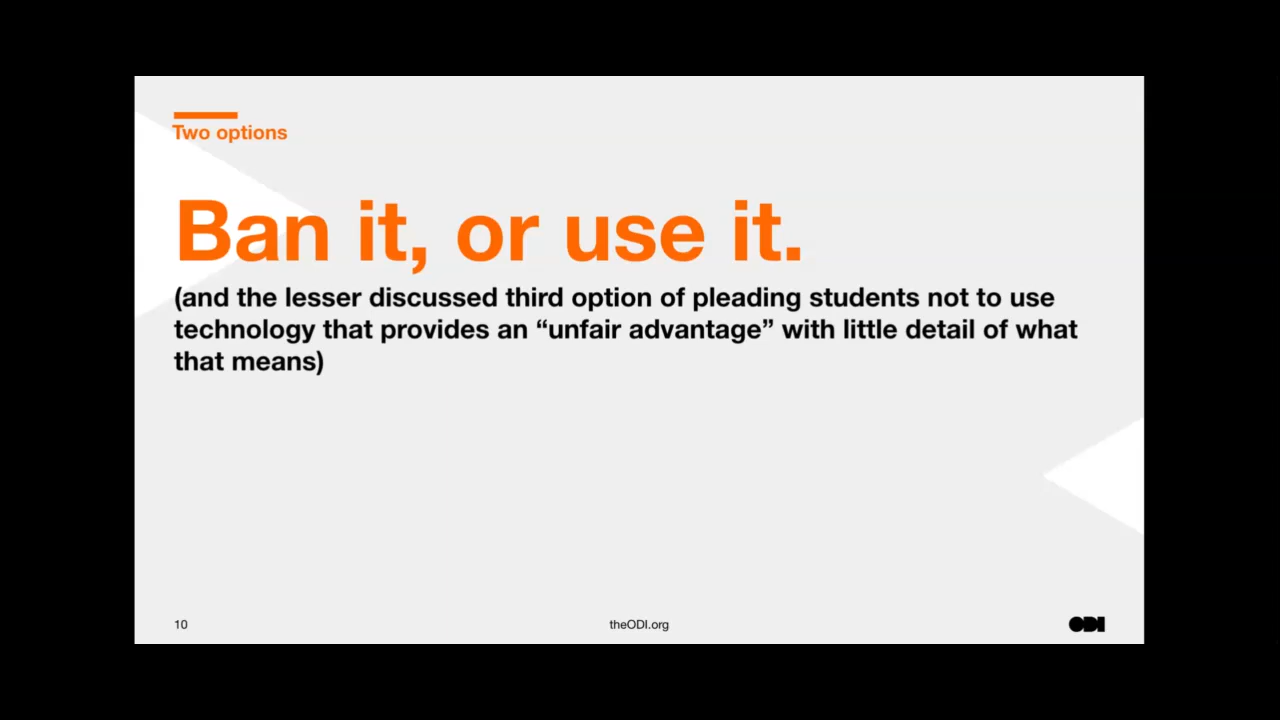 Two options
Ban it, or use it.
(and the lesser discussed third option of pleading students not to use
technology that provides an “unfair advantage” with little detail of what
that means)
10
theODI.org
ODI